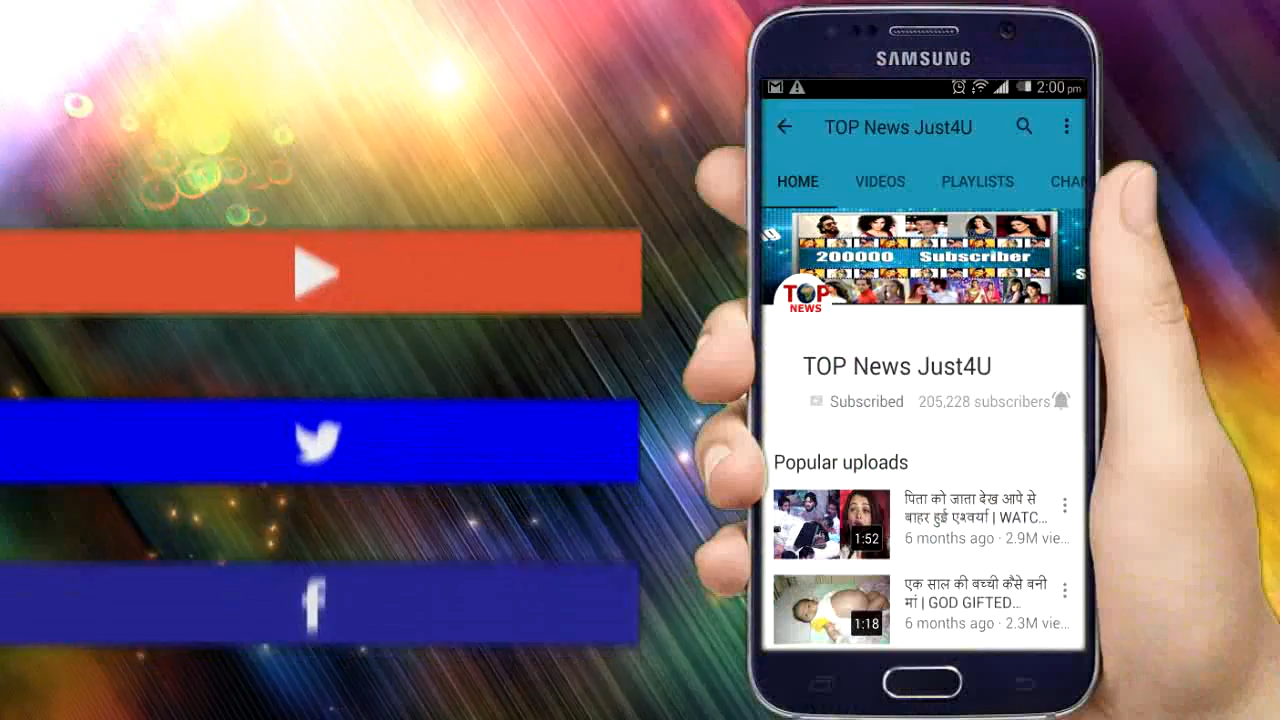 SAMSUNG
2:00 pm
TOP News Just4U
HOME VIDEOS PLAYLISTS CHAN
200000 Subscriber
TOP
NEWS
TOP News Just4U
Subscribed 205,228 subscribers
Popular uploads
पिता को जाता देख आपे से
बाहर हुई एश्वर्या | WATC...
1:52
6 months ago · 2.9M vie...
एक साल की बच्ची कैसे बनी
मां | GOD GIFTED...
1:18
6 months ago · 2.3M vie...